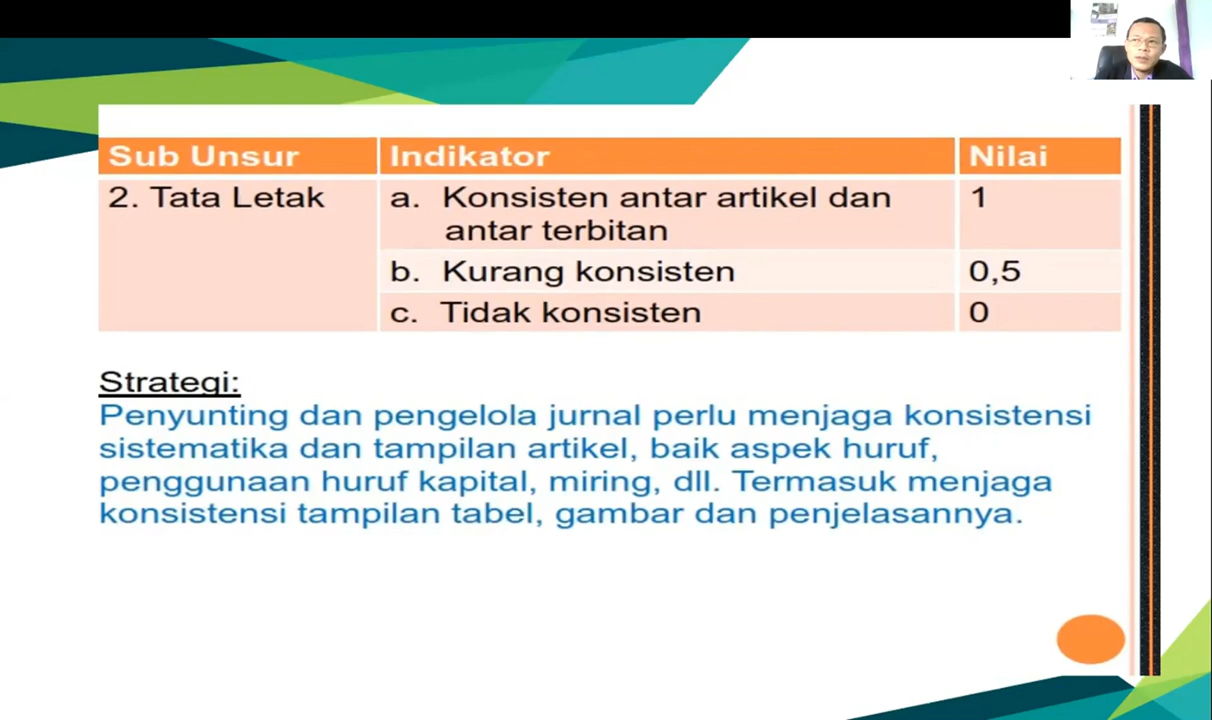 Sub Unsur Indikator Nilai
2. Tata Letak a. Konsisten antar artikel dan 1
antar terbitan
b. Kurang konsisten 0,5
c. Tidak konsisten 0
Strategi:
Penyunting dan pengelola jurnal perlu menjaga konsistensi
sistematika dan tampilan artikel, baik aspek huruf,
penggunaan huruf kapital, miring, dll. Termasuk menjaga
konsistensi tampilan tabel, gambar dan penjelasannya.